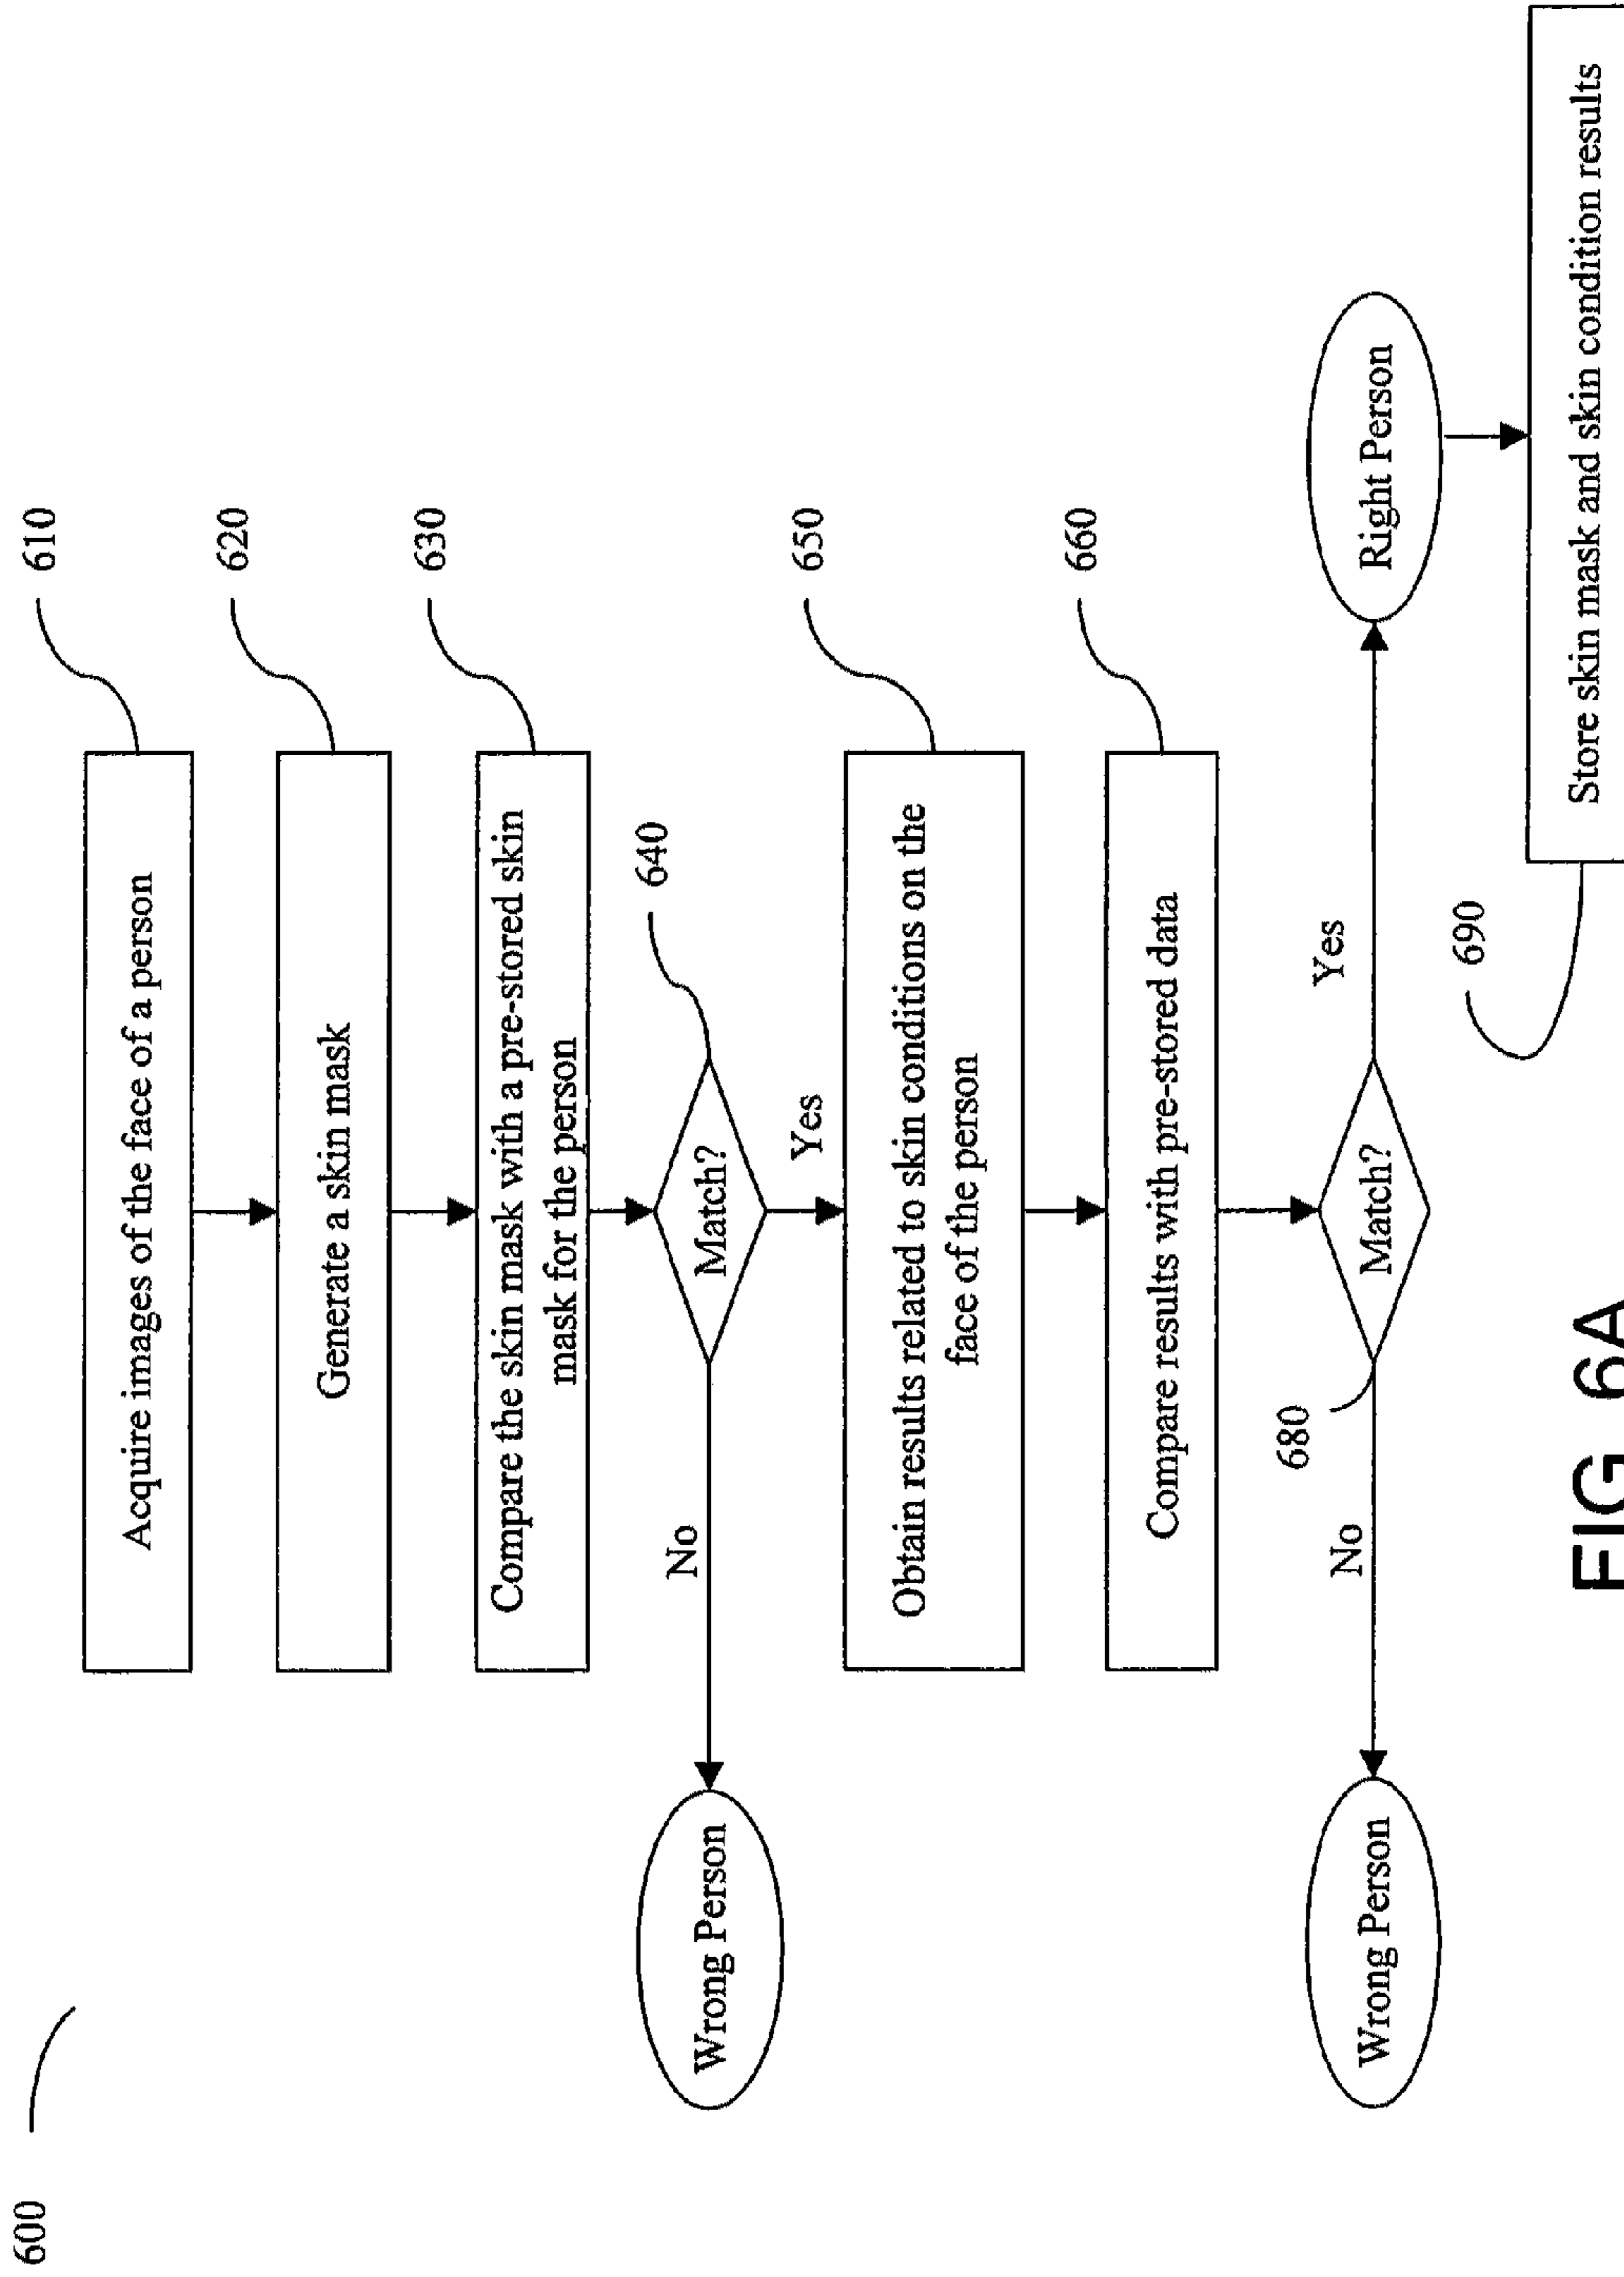 600
610
Acquire images of the face of a person
620
Generate a skin mask
630
Compare the skin mask with a pre-stored skin
mask for the person
640
Match?
No
Wrong Person
Yes
650
Obtain results related to skin conditions on the
face of the person
660
Compare results with pre-stored data
680
Match?
No
Wrong Person
Yes
Right Person
690
Store skin mask and skin condition results
FIG 6A